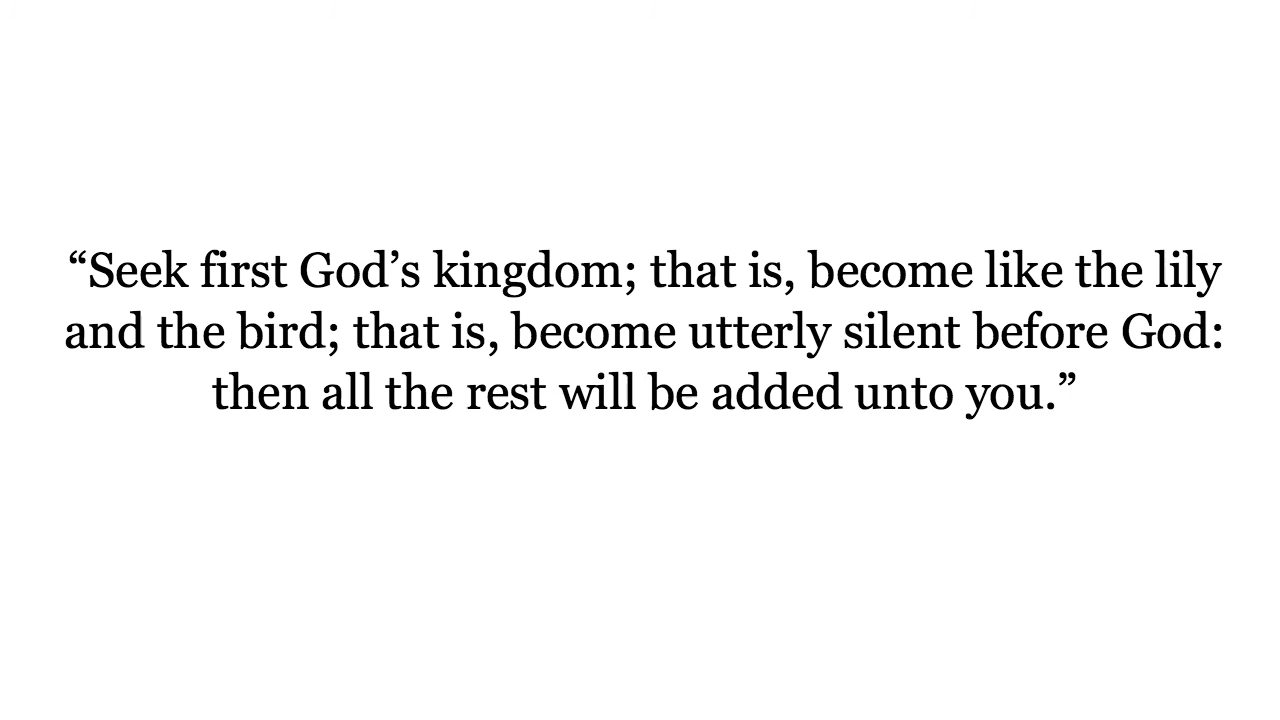 “Seek first God’s kingdom; that is, become like the lily
and the bird; that is, become utterly silent before God:
then all the rest will be added unto you.”